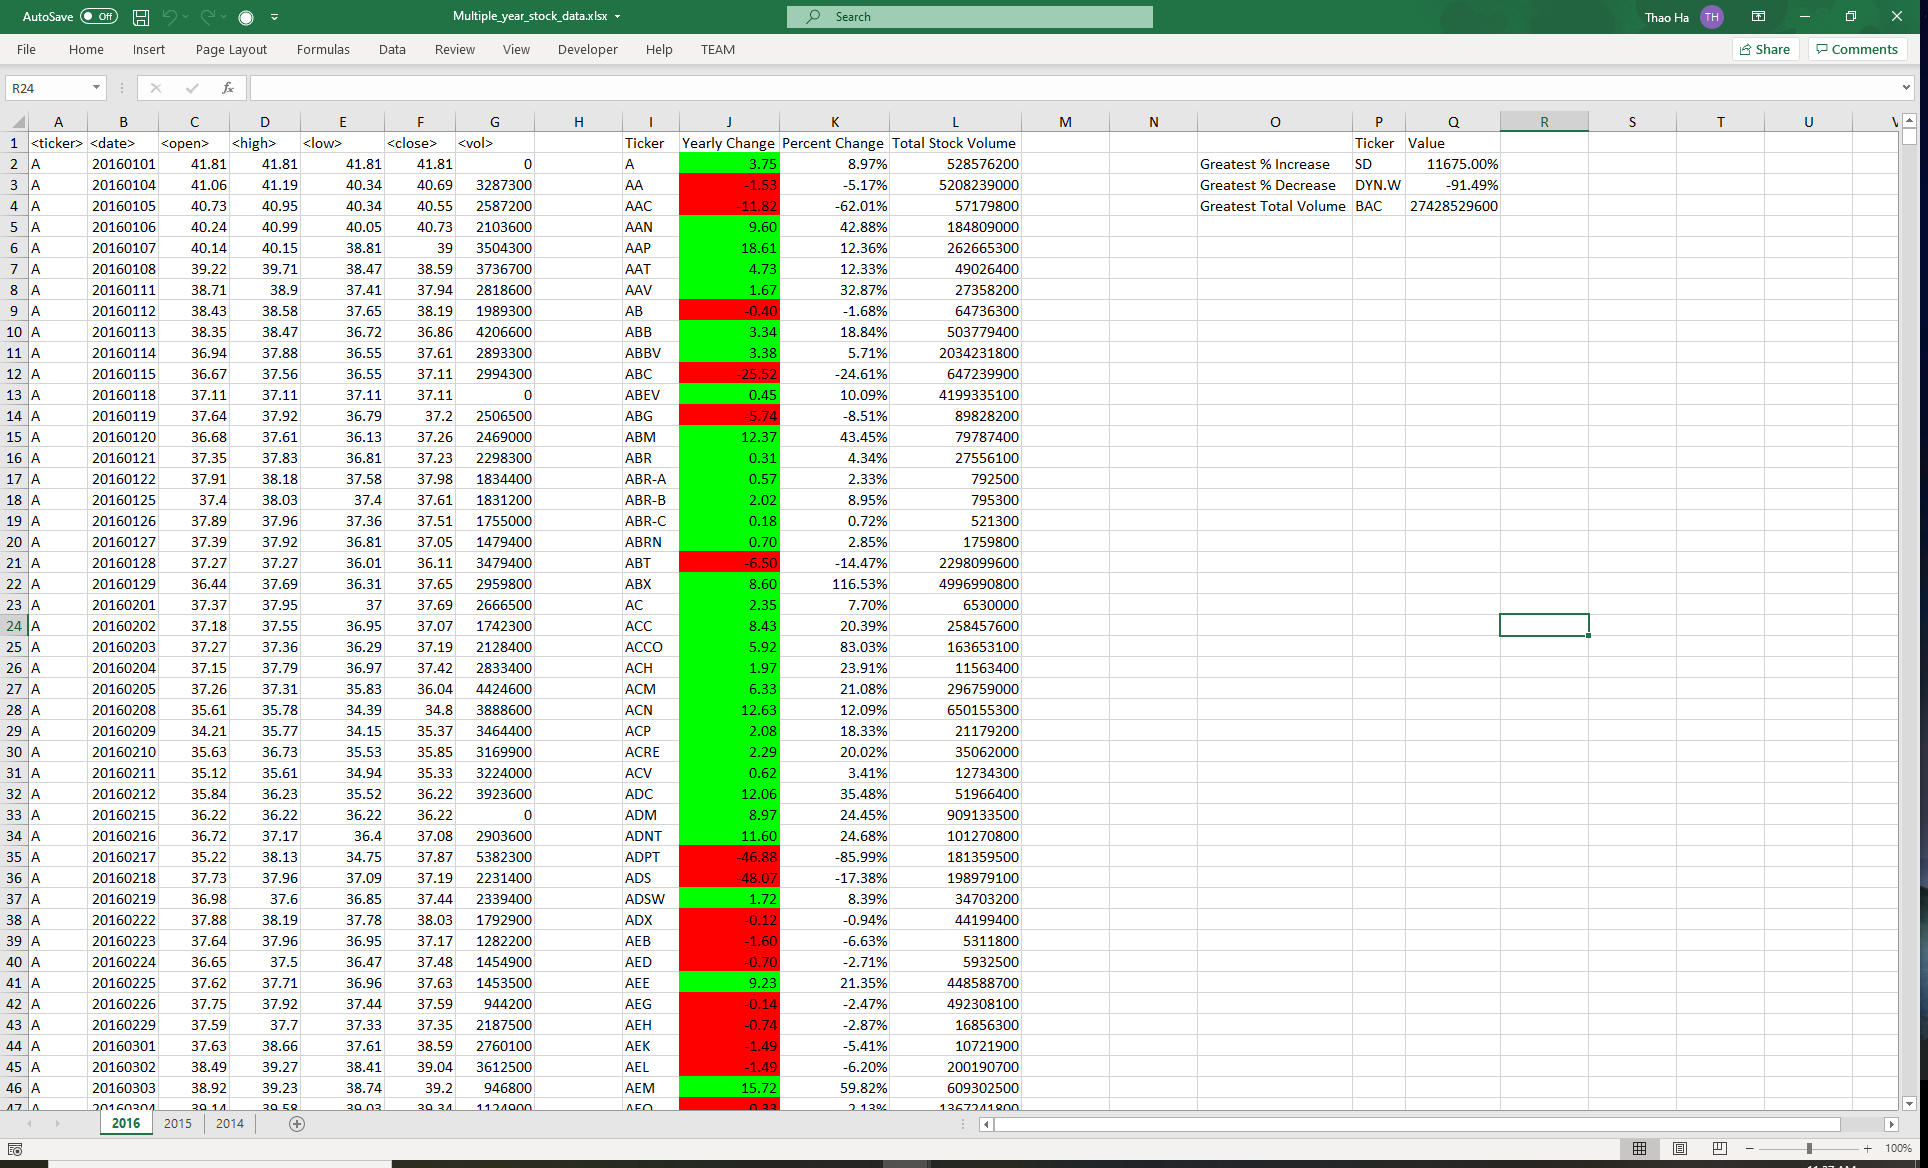 AutoSave Off Multiple_year_stock_data.xlsx Search Thao Ha TH
File Home Insert Page Layout Formulas Data Review View Developer Help TEAM Share Comments
R24 fx
A B C D E F G H I J K L M N O P Q R S T U
1 <ticker> <date> <open> <high> <low> <close> <vol> Ticker Yearly Change Percent Change Total Stock Volume Ticker Value
2 A 20160101 41.81 41.81 41.81 41.81 0 A 3.75 8.97% 528576200 Greatest % Increase SD 11675.00%
3 A 20160104 41.06 41.19 40.34 40.69 3287300 AA -1.53 -5.17% 5208239000 Greatest % Decrease DYN.W -91.49%
4 A 20160105 40.73 40.95 40.34 40.55 2587200 AAC -11.82 -62.01% 57179800 Greatest Total Volume BAC 27428529600
5 A 20160106 40.24 40.99 40.05 40.73 2103600 AAN 9.60 42.88% 184809000
6 A 20160107 40.14 40.15 38.81 39 3504300 AAP 18.61 12.36% 262665300
7 A 20160108 39.22 39.71 38.47 38.59 3736700 AAT 4.73 12.33% 49026400
8 A 20160111 38.71 38.9 37.41 37.94 2818600 AAV 1.67 32.87% 27358200
9 A 20160112 38.43 38.58 37.65 38.19 1989300 AB -0.40 -1.68% 64736300
10 A 20160113 38.35 38.47 36.72 36.86 4206600 ABB 3.34 18.84% 503779400
11 A 20160114 36.94 37.88 36.55 37.61 2893300 ABBV 3.38 5.71% 2034231800
12 A 20160115 36.67 37.56 36.55 37.11 2994300 ABC -25.52 -24.61% 647239900
13 A 20160118 37.11 37.11 37.11 37.11 0 ABEV 0.45 10.09% 4199335100
14 A 20160119 37.64 37.92 36.79 37.2 2506500 ABG -5.74 -8.51% 89828200
15 A 20160120 36.68 37.61 36.13 37.26 2469000 ABM 12.37 43.45% 79787400
16 A 20160121 37.35 37.83 36.81 37.23 2298300 ABR 0.31 4.34% 27556100
17 A 20160122 37.91 38.18 37.58 37.98 1834400 ABR-A 0.57 2.33% 792500
18 A 20160125 37.4 38.03 37.4 37.61 1831200 ABR-B 2.02 8.95% 795300
19 A 20160126 37.89 37.96 37.36 37.51 1755000 ABR-C 0.18 0.72% 521300
20 A 20160127 37.39 37.92 36.81 37.05 1479400 ABRN 0.70 2.85% 1759800
21 A 20160128 37.27 37.27 36.01 36.11 3479400 ABT -6.50 -14.47% 2298099600
22 A 20160129 36.44 37.69 36.31 37.65 2959800 ABX 8.60 116.53% 4996990800
23 A 20160201 37.37 37.95 37 37.69 2666500 AC 2.35 7.70% 6530000
24 A 20160202 37.18 37.55 36.95 37.07 1742300 ACC 8.43 20.39% 258457600
25 A 20160203 37.27 37.36 36.29 37.19 2128400 ACCO 5.92 83.03% 163653100
26 A 20160204 37.15 37.79 36.97 37.42 2833400 ACH 1.97 23.91% 11563400
27 A 20160205 37.26 37.31 35.83 36.04 4424600 ACM 6.33 21.08% 296759000
28 A 20160208 35.61 35.78 34.39 34.8 3888600 ACN 12.63 12.09% 650155300
29 A 20160209 34.21 35.77 34.15 35.37 3464400 ACP 2.08 18.33% 21179200
30 A 20160210 35.63 36.73 35.53 35.85 3169900 ACRE 2.29 20.02% 35062000
31 A 20160211 35.12 35.61 34.94 35.33 3224000 ACV 0.62 3.41% 12734300
32 A 20160212 35.84 36.23 35.52 36.22 3923600 ADC 12.06 35.48% 51966400
33 A 20160215 36.22 36.22 36.22 36.22 0 ADM 8.97 24.45% 909133500
34 A 20160216 36.72 37.17 36.4 37.08 2903600 ADNT 11.60 24.68% 101270800
35 A 20160217 35.22 38.13 34.75 37.87 5382300 ADPT -46.88 -85.99% 181359500
36 A 20160218 37.73 37.96 37.09 37.19 2231400 ADS -48.07 -17.38% 198979100
37 A 20160219 36.98 37.6 36.85 37.44 2339400 ADSW 1.72 8.39% 34703200
38 A 20160222 37.88 38.19 37.78 38.03 1792900 ADX -0.12 -0.94% 44199400
39 A 20160223 37.64 37.96 36.95 37.17 1282200 AEB -1.60 -6.63% 5311800
40 A 20160224 36.65 37.5 36.47 37.48 1454900 AED -0.70 -2.71% 5932500
41 A 20160225 37.62 37.71 36.96 37.63 1453500 AEE 9.23 21.35% 448588700
42 A 20160226 37.75 37.92 37.44 37.59 944200 AEG -0.14 -2.47% 492308100
43 A 20160229 37.59 37.7 37.33 37.35 2187500 AEH -0.74 -2.87% 16856300
44 A 20160301 37.63 38.66 37.61 38.59 2760100 AEK -1.49 -5.41% 10721900
45 A 20160302 38.49 39.27 38.41 39.04 3612500 AEL -1.49 -6.20% 200190700
46 A 20160303 38.92 39.23 38.74 39.2 946800 AEM 15.72 59.82% 609302500
47 A 20160304 39.14 39.58 39.03 39.34 1124900 AEO
2016 2015 2014
100%